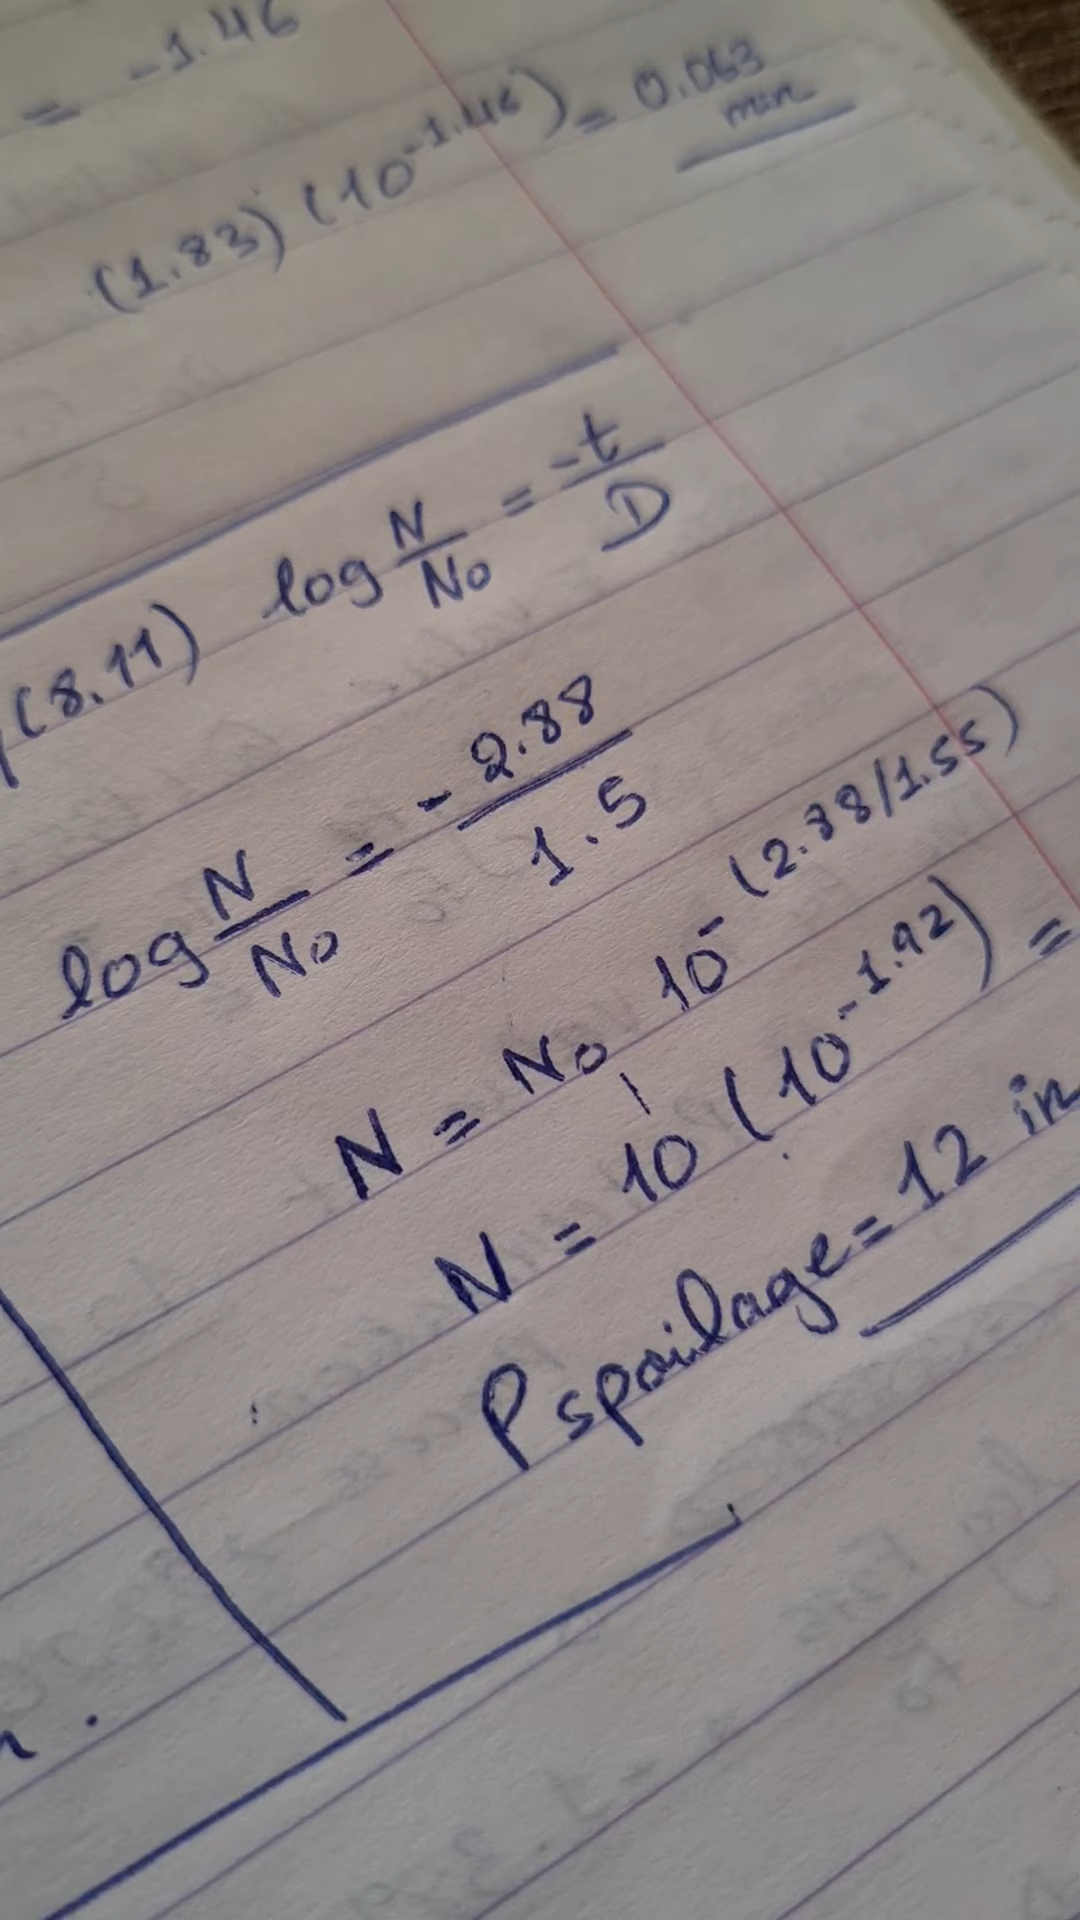 = -1.46
(1.83) (10^-1.46) = 0.063 min
(8.11) log N/No = -t/D
log N/No = - 2.88/1.5
N = No 10^-(2.88/1.55)
N = 10 (10^-1.92) =
Pspoilage = 12 in